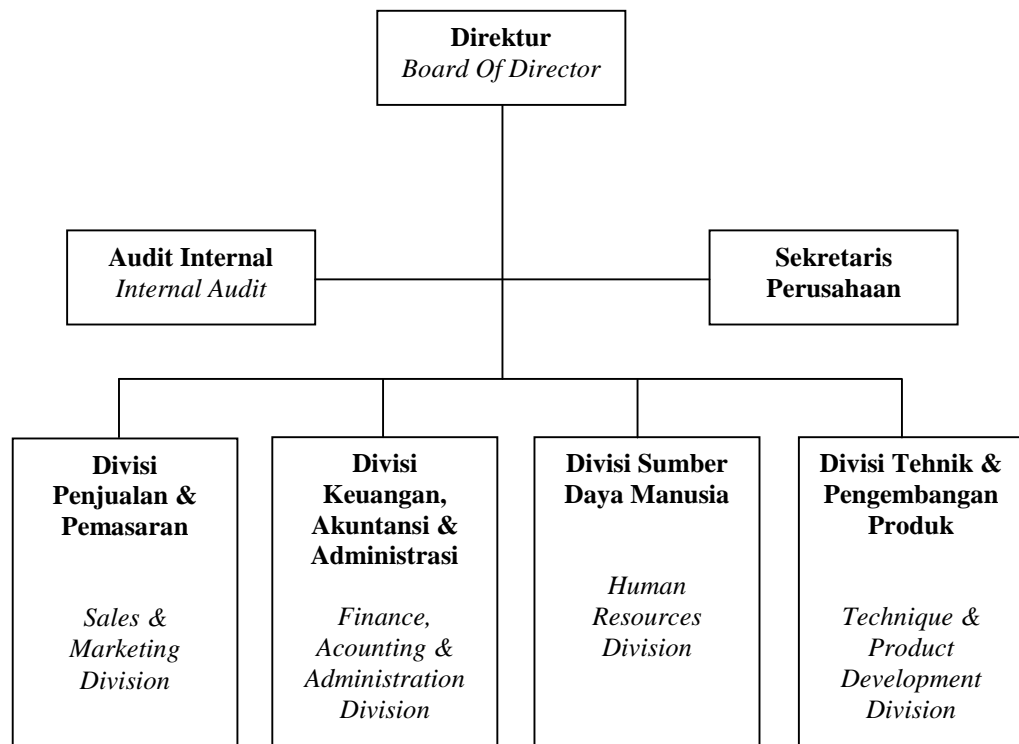 Direktur
Board Of Director
Audit Internal
Internal Audit
Sekretaris
Perusahaan
Divisi
Penjualan &
Pemasaran
Sales &
Marketing
Division
Divisi
Keuangan,
Akuntansi &
Administrasi
Finance,
Acounting &
Administration
Division
Divisi Sumber
Daya Manusia
Human
Resources
Division
Divisi Tehnik &
Pengembangan
Produk
Technique &
Product
Development
Division